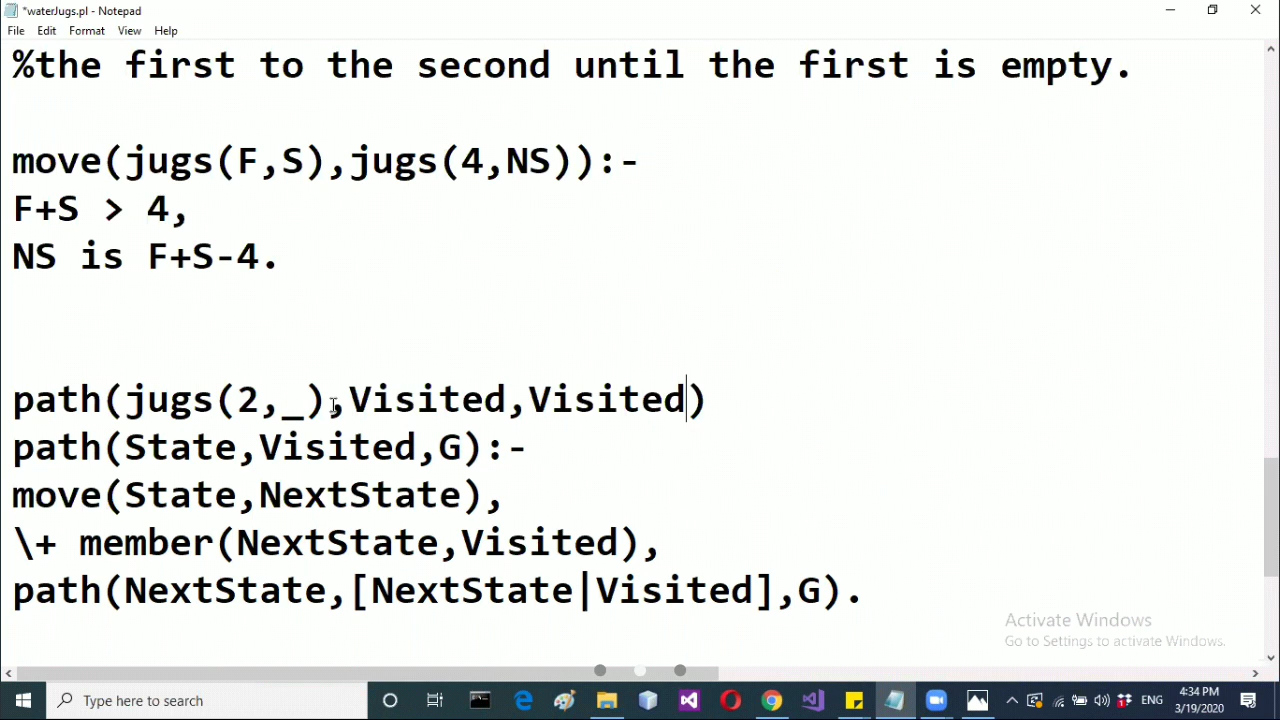 *waterJugs.pl - Notepad
File Edit Format View Help
%the first to the second until the first is empty.
move(jugs(F,S),jugs(4,NS)):-
F+S > 4,
NS is F+S-4.
path(jugs(2,_),Visited,Visited)
path(State,Visited,G):-
move(State,NextState),
\+ member(NextState,Visited),
path(NextState,[NextState|Visited],G).
Activate Windows
Go to Settings to activate Windows.
Type here to search
ENG
4:34 PM
3/19/2020